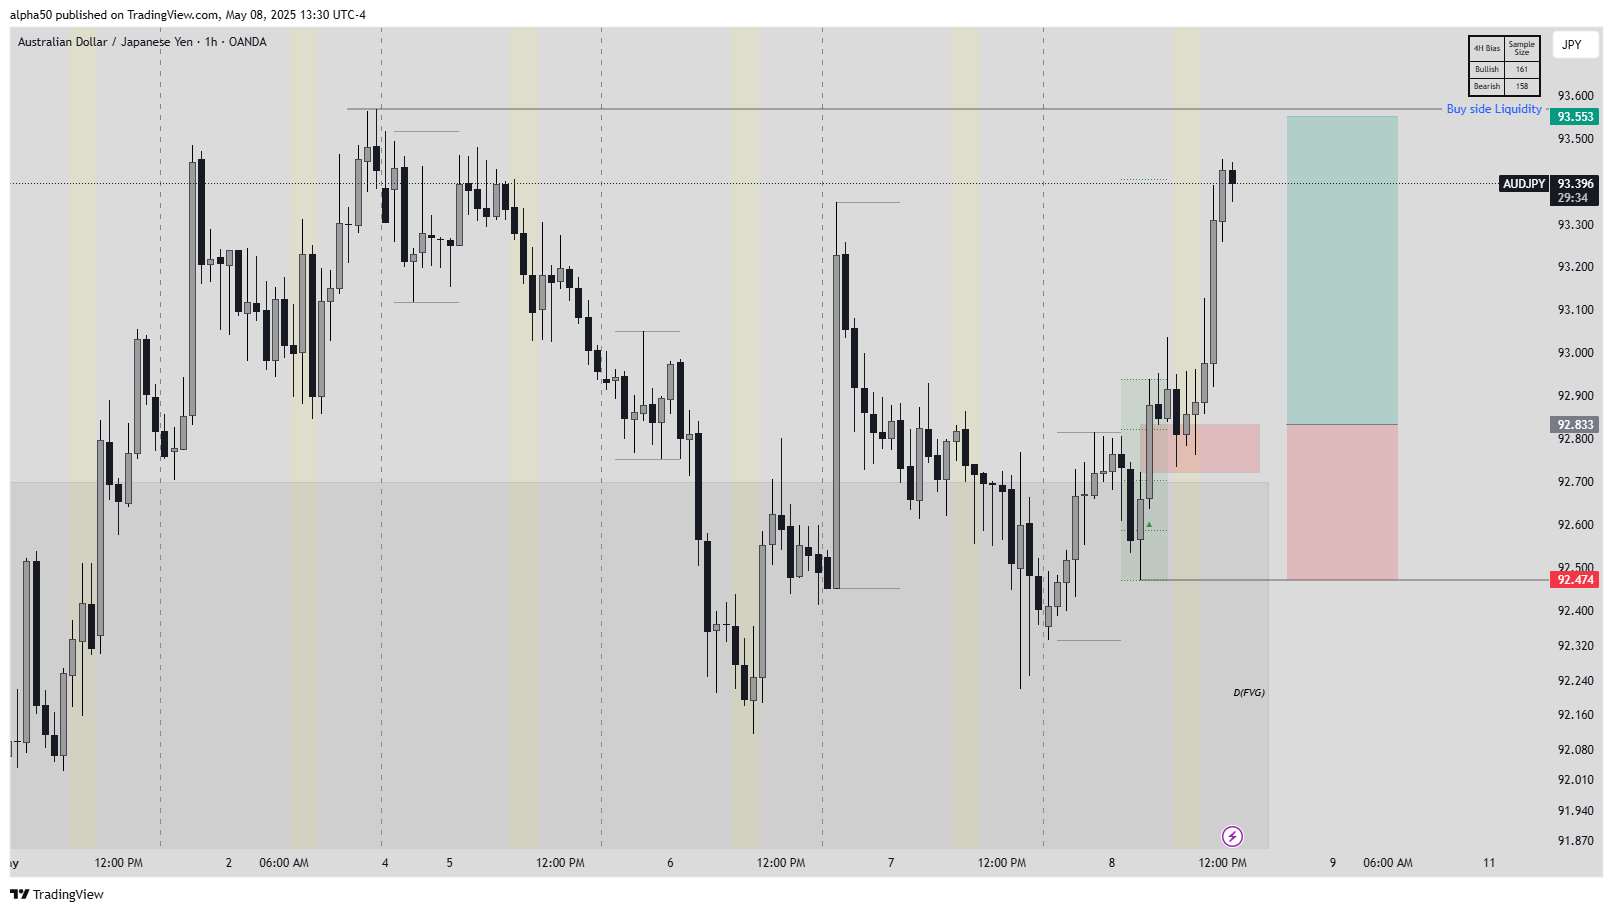 alpha50 published on TradingView.com, May 08, 2025 13:30 UTC-4
Australian Dollar / Japanese Yen · 1h · OANDA
4H Bias Sample Size
Bullish 161
Bearish 158
JPY
93.600
Buy side Liquidity
93.553
93.500
AUDJPY 93.396
29:34
93.300
93.200
93.100
93.000
92.900
92.833
92.800
92.700
92.600
92.500
92.474
92.400
92.320
92.240
D(FVG)
92.160
92.080
92.010
91.940
91.870
ay 12:00 PM 2 06:00 AM 4 5 12:00 PM 6 12:00 PM 7 12:00 PM 8 12:00 PM 9 06:00 AM 11
TradingView